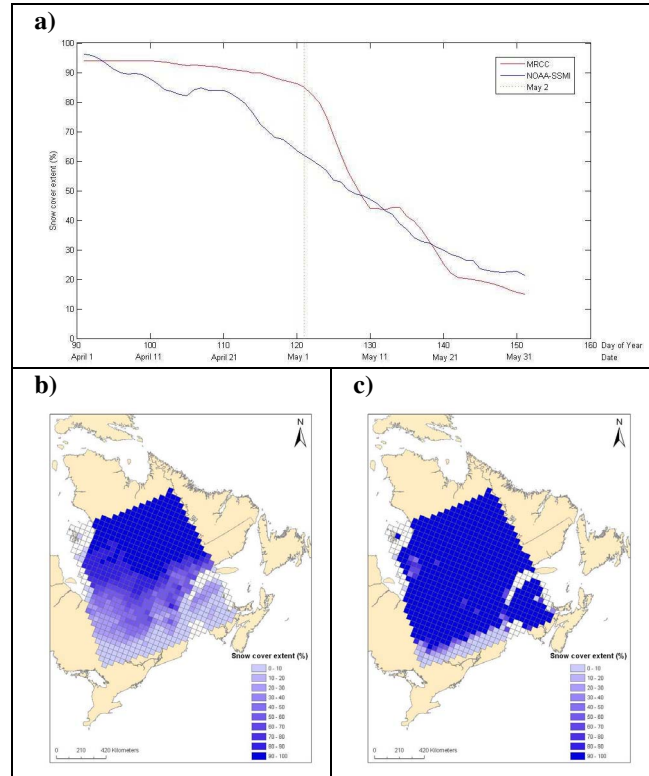 a)
100
90
80
70
60
50
40
30
20
10
0
Snow cover extent (%)
MRCC
NOAA-SSMI
May 2
90 100 110 120 130 140 150 160 Day of Year
April 1 April 11 April 21 May 1 May 11 May 21 May 31 Date
b)
N
Snow cover extent (%)
0 - 10
10 - 20
20 - 30
30 - 40
40 - 50
50 - 60
60 - 70
70 - 80
80 - 90
90 - 100
0 210 420 Kilometers
c)
N
Snow cover extent (%)
0 - 10
10 - 20
20 - 30
30 - 40
40 - 50
50 - 60
60 - 70
70 - 80
80 - 90
90 - 100
0 210 420 Kilometers